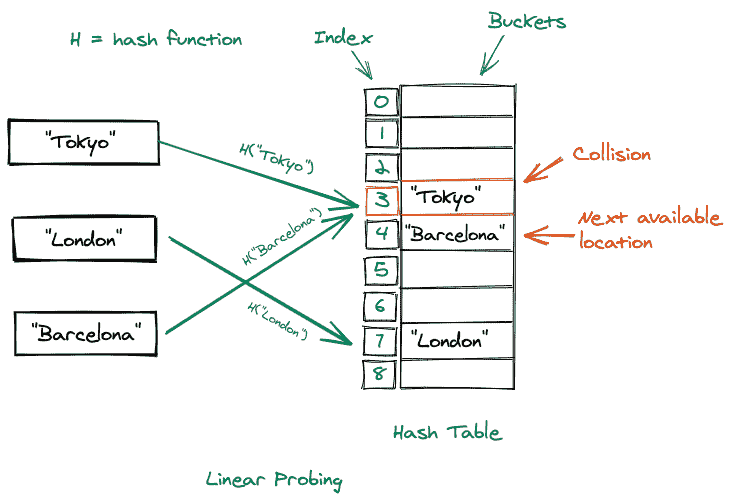 H = hash function
Index
Buckets
"Tokyo"
"London"
"Barcelona"
H("Tokyo")
H("Barcelona")
H("London")
0
1
2
3 "Tokyo"
4 "Barcelona"
5
6
7 "London"
8
Collision
Next available
location
Hash Table
Linear Probing